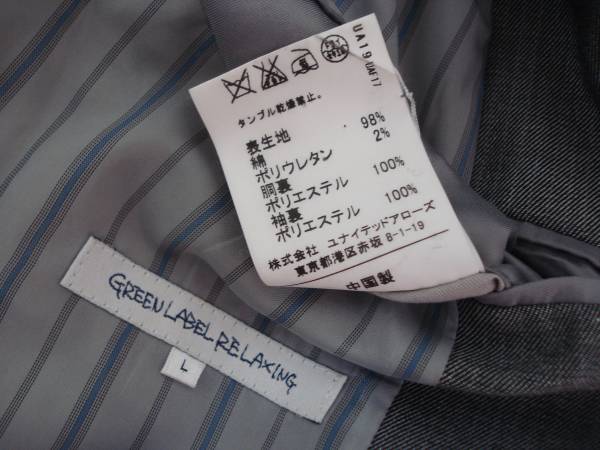 UA19 UAF17
タンブル乾燥禁止。
表生地
綿 98%
ポリウレタン 2%
胴裏
ポリエステル 100%
袖裏
ポリエステル 100%
株式会社 ユナイテッドアローズ
東京都港区赤坂8-1-19
中国製
GREEN LABEL RELAXING
L